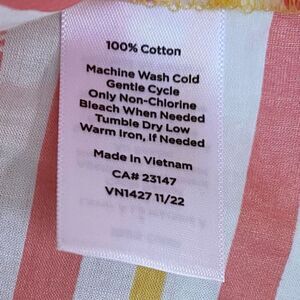 100% Cotton
Machine Wash Cold
Gentle Cycle
Only Non-Chlorine
Bleach When Needed
Tumble Dry Low
Warm Iron, If Needed
Made In Vietnam
CA# 23147
VN1427 11/22